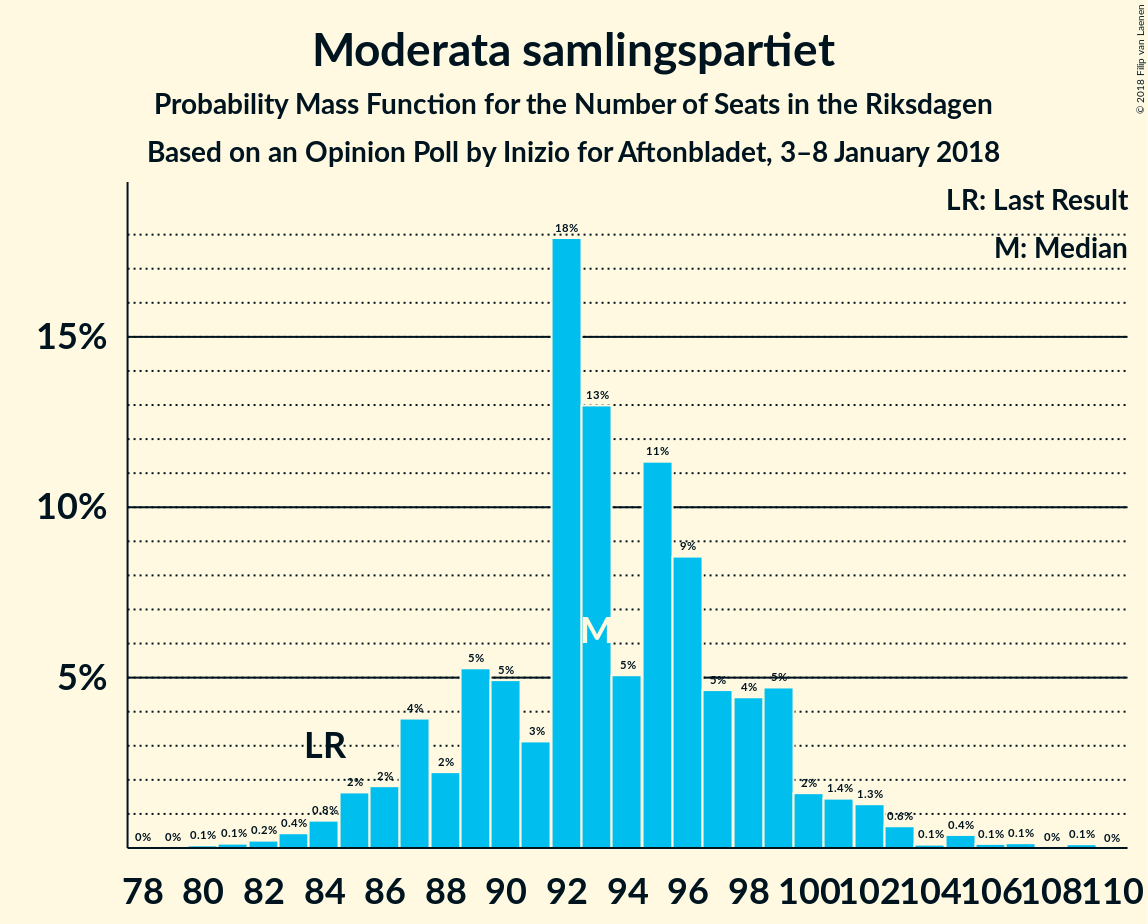 Moderata samlingspartiet
Probability Mass Function for the Number of Seats in the Riksdagen
Based on an Opinion Poll by Inizio for Aftonbladet, 3–8 January 2018
© 2018 Filip van Laenen
LR: Last Result
M: Median
15%
10%
5%
0% 0% 0.1% 0.1% 0.2% 0.4% 0.8% 2% 2% 4% 2% 5% 5% 3% 18% 13% 5% 11% 9% 5% 4% 5% 2% 1.4% 1.3% 0.6% 0.1% 0.4% 0.1% 0.1% 0% 0.1% 0%
LR
M
78 80 82 84 86 88 90 92 94 96 98 100 102 104 106 108 110